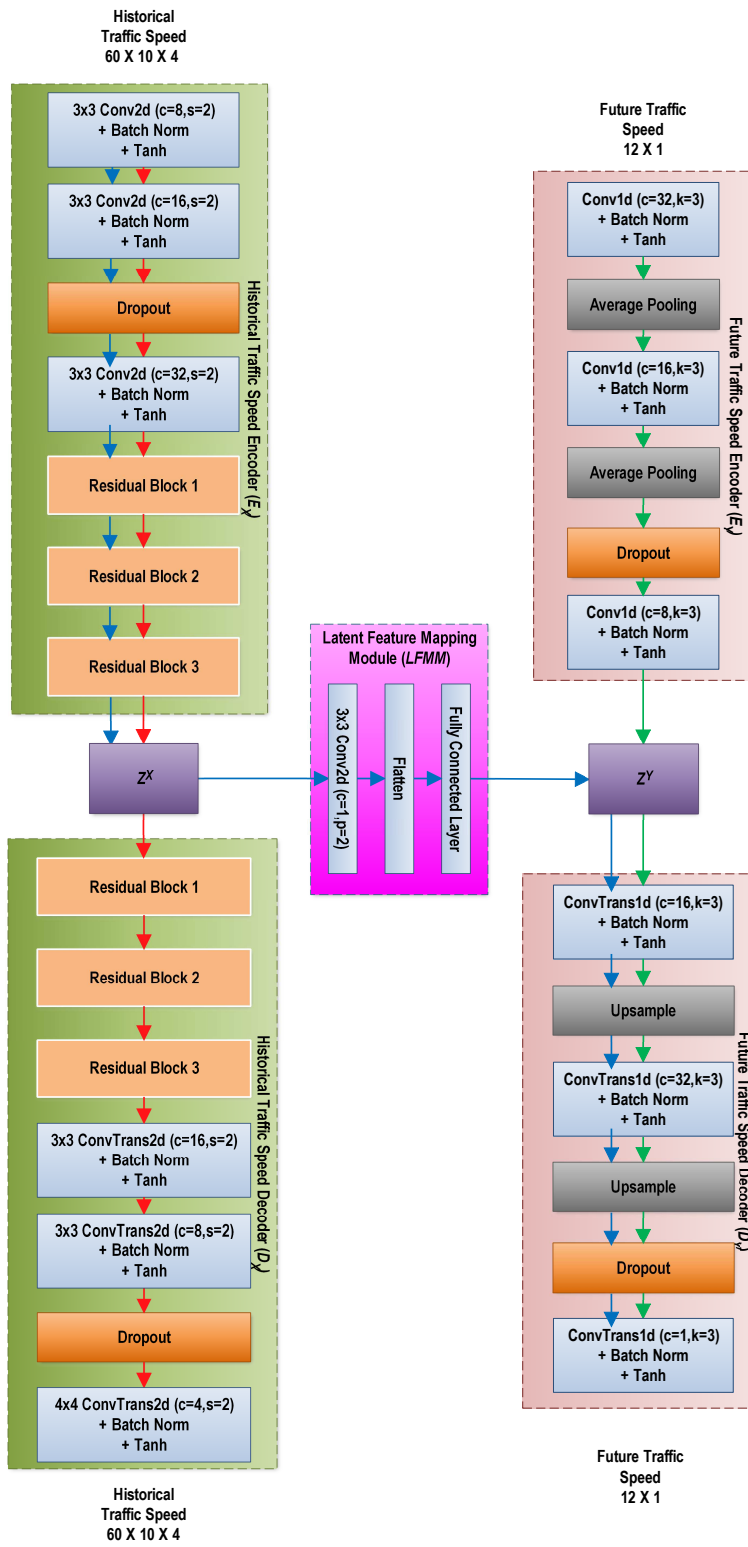 Historical
Traffic Speed
60 X 10 X 4
3x3 Conv2d (c=8,s=2)
+ Batch Norm
+ Tanh
3x3 Conv2d (c=16,s=2)
+ Batch Norm
+ Tanh
Dropout
3x3 Conv2d (c=32,s=2)
+ Batch Norm
+ Tanh
Residual Block 1
Residual Block 2
Residual Block 3
Historical Traffic Speed Encoder (EX)
ZX
Residual Block 1
Residual Block 2
Residual Block 3
3x3 ConvTrans2d (c=16,s=2)
+ Batch Norm
+ Tanh
3x3 ConvTrans2d (c=8,s=2)
+ Batch Norm
+ Tanh
Dropout
4x4 ConvTrans2d (c=4,s=2)
+ Batch Norm
+ Tanh
Historical Traffic Speed Decoder (DX)
Historical
Traffic Speed
60 X 10 X 4
Latent Feature Mapping
Module (LFMM)
3x3 Conv2d (c=1,p=2)
Flatten
Fully Connected Layer
Future Traffic
Speed
12 X 1
Conv1d (c=32,k=3)
+ Batch Norm
+ Tanh
Average Pooling
Conv1d (c=16,k=3)
+ Batch Norm
+ Tanh
Average Pooling
Dropout
Conv1d (c=8,k=3)
+ Batch Norm
+ Tanh
Future Traffic Speed Encoder (EY)
ZY
ConvTrans1d (c=16,k=3)
+ Batch Norm
+ Tanh
Upsample
ConvTrans1d (c=32,k=3)
+ Batch Norm
+ Tanh
Upsample
Dropout
ConvTrans1d (c=1,k=3)
+ Batch Norm
+ Tanh
Future Traffic Speed Decoder (DY)
Future Traffic
Speed
12 X 1